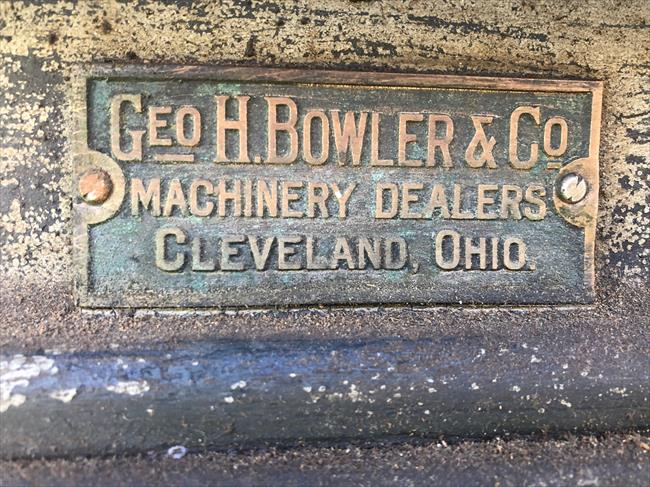 GEO H. BOWLER & CO
MACHINERY DEALERS
CLEVELAND, OHIO.